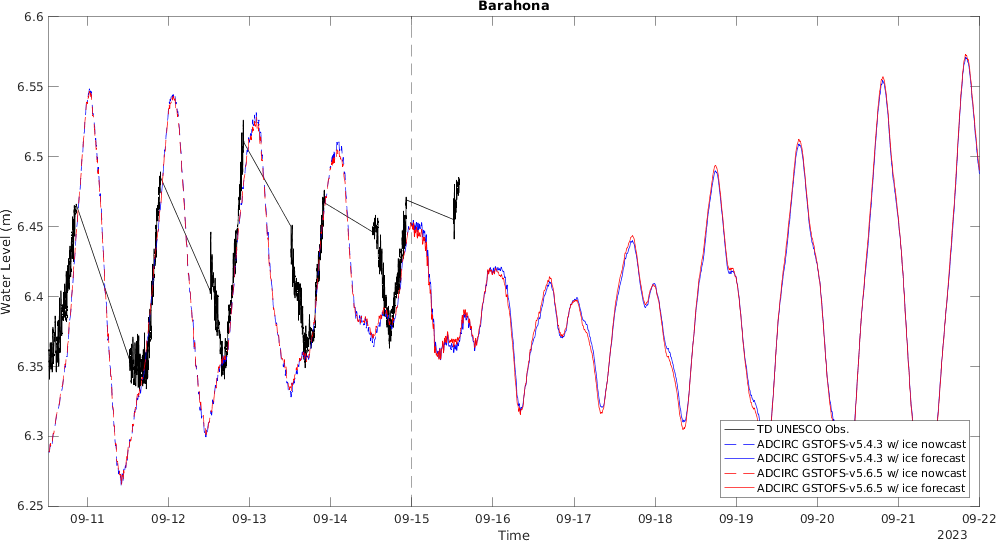 Barahona
6.6
6.55
6.5
6.45
6.4
6.35
6.3
6.25
Water Level (m)
TD UNESCO Obs.
ADCIRC GSTOFS-v5.4.3 w/ ice nowcast
ADCIRC GSTOFS-v5.4.3 w/ ice forecast
ADCIRC GSTOFS-v5.6.5 w/ ice nowcast
ADCIRC GSTOFS-v5.6.5 w/ ice forecast
09-11 09-12 09-13 09-14 09-15 09-16 09-17 09-18 09-19 09-20 09-21 09-22
Time
2023